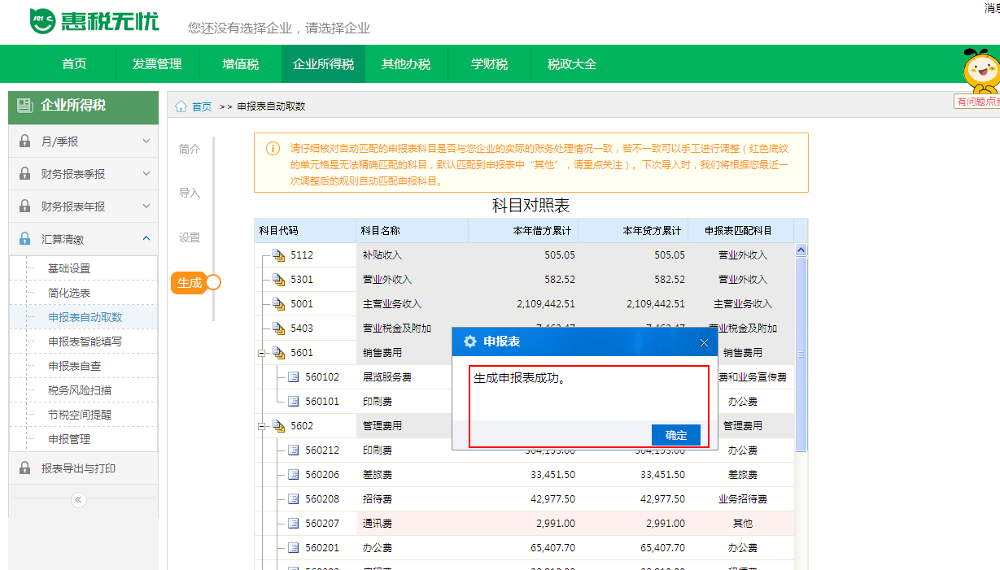 消息
惠税无忧
您还没有选择企业，请选择企业
首页 发票管理 增值税 企业所得税 其他办税 学财税 税政大全
有问题点我
企业所得税
月/季报
财务报表季报
财务报表年报
汇算清缴
基础设置
简化选表
申报表自动取数
申报表智能填写
申报表自查
税务风险扫描
节税空间提醒
申报管理
报表导出与打印
首页 >> 申报表自动取数
简介
导入
设置
生成
请仔细核对自动匹配的申报表科目是否与您企业的实际的账务处理情况一致，若不一致可以手工进行调整（红色底纹
的单元格是无法精确匹配的科目，默认匹配到申报表中“其他”，请重点关注）。下次导入时，我们将根据您最近一
次调整后的规则自动匹配申报科目。
科目对照表
科目代码 科目名称 本年借方累计 本年贷方累计 申报表匹配科目
5112 补贴收入 505.05 505.05 营业外收入
5301 营业外收入 582.52 582.52 营业外收入
5001 主营业务收入 2,109,442.51 2,109,442.51 主营业务收入
5403 营业税金及附加 营业税金及附加
5601 销售费用 销售费用
560102 展览服务费 费和业务宣传费
560101 印刷费 办公费
5602 管理费用 管理费用
560212 印刷费 办公费
560206 差旅费 33,451.50 33,451.50 差旅费
560208 招待费 42,977.50 42,977.50 业务招待费
560207 通讯费 2,991.00 2,991.00 其他
560201 办公费 65,407.70 65,407.70 办公费
申报表
生成申报表成功。
确定